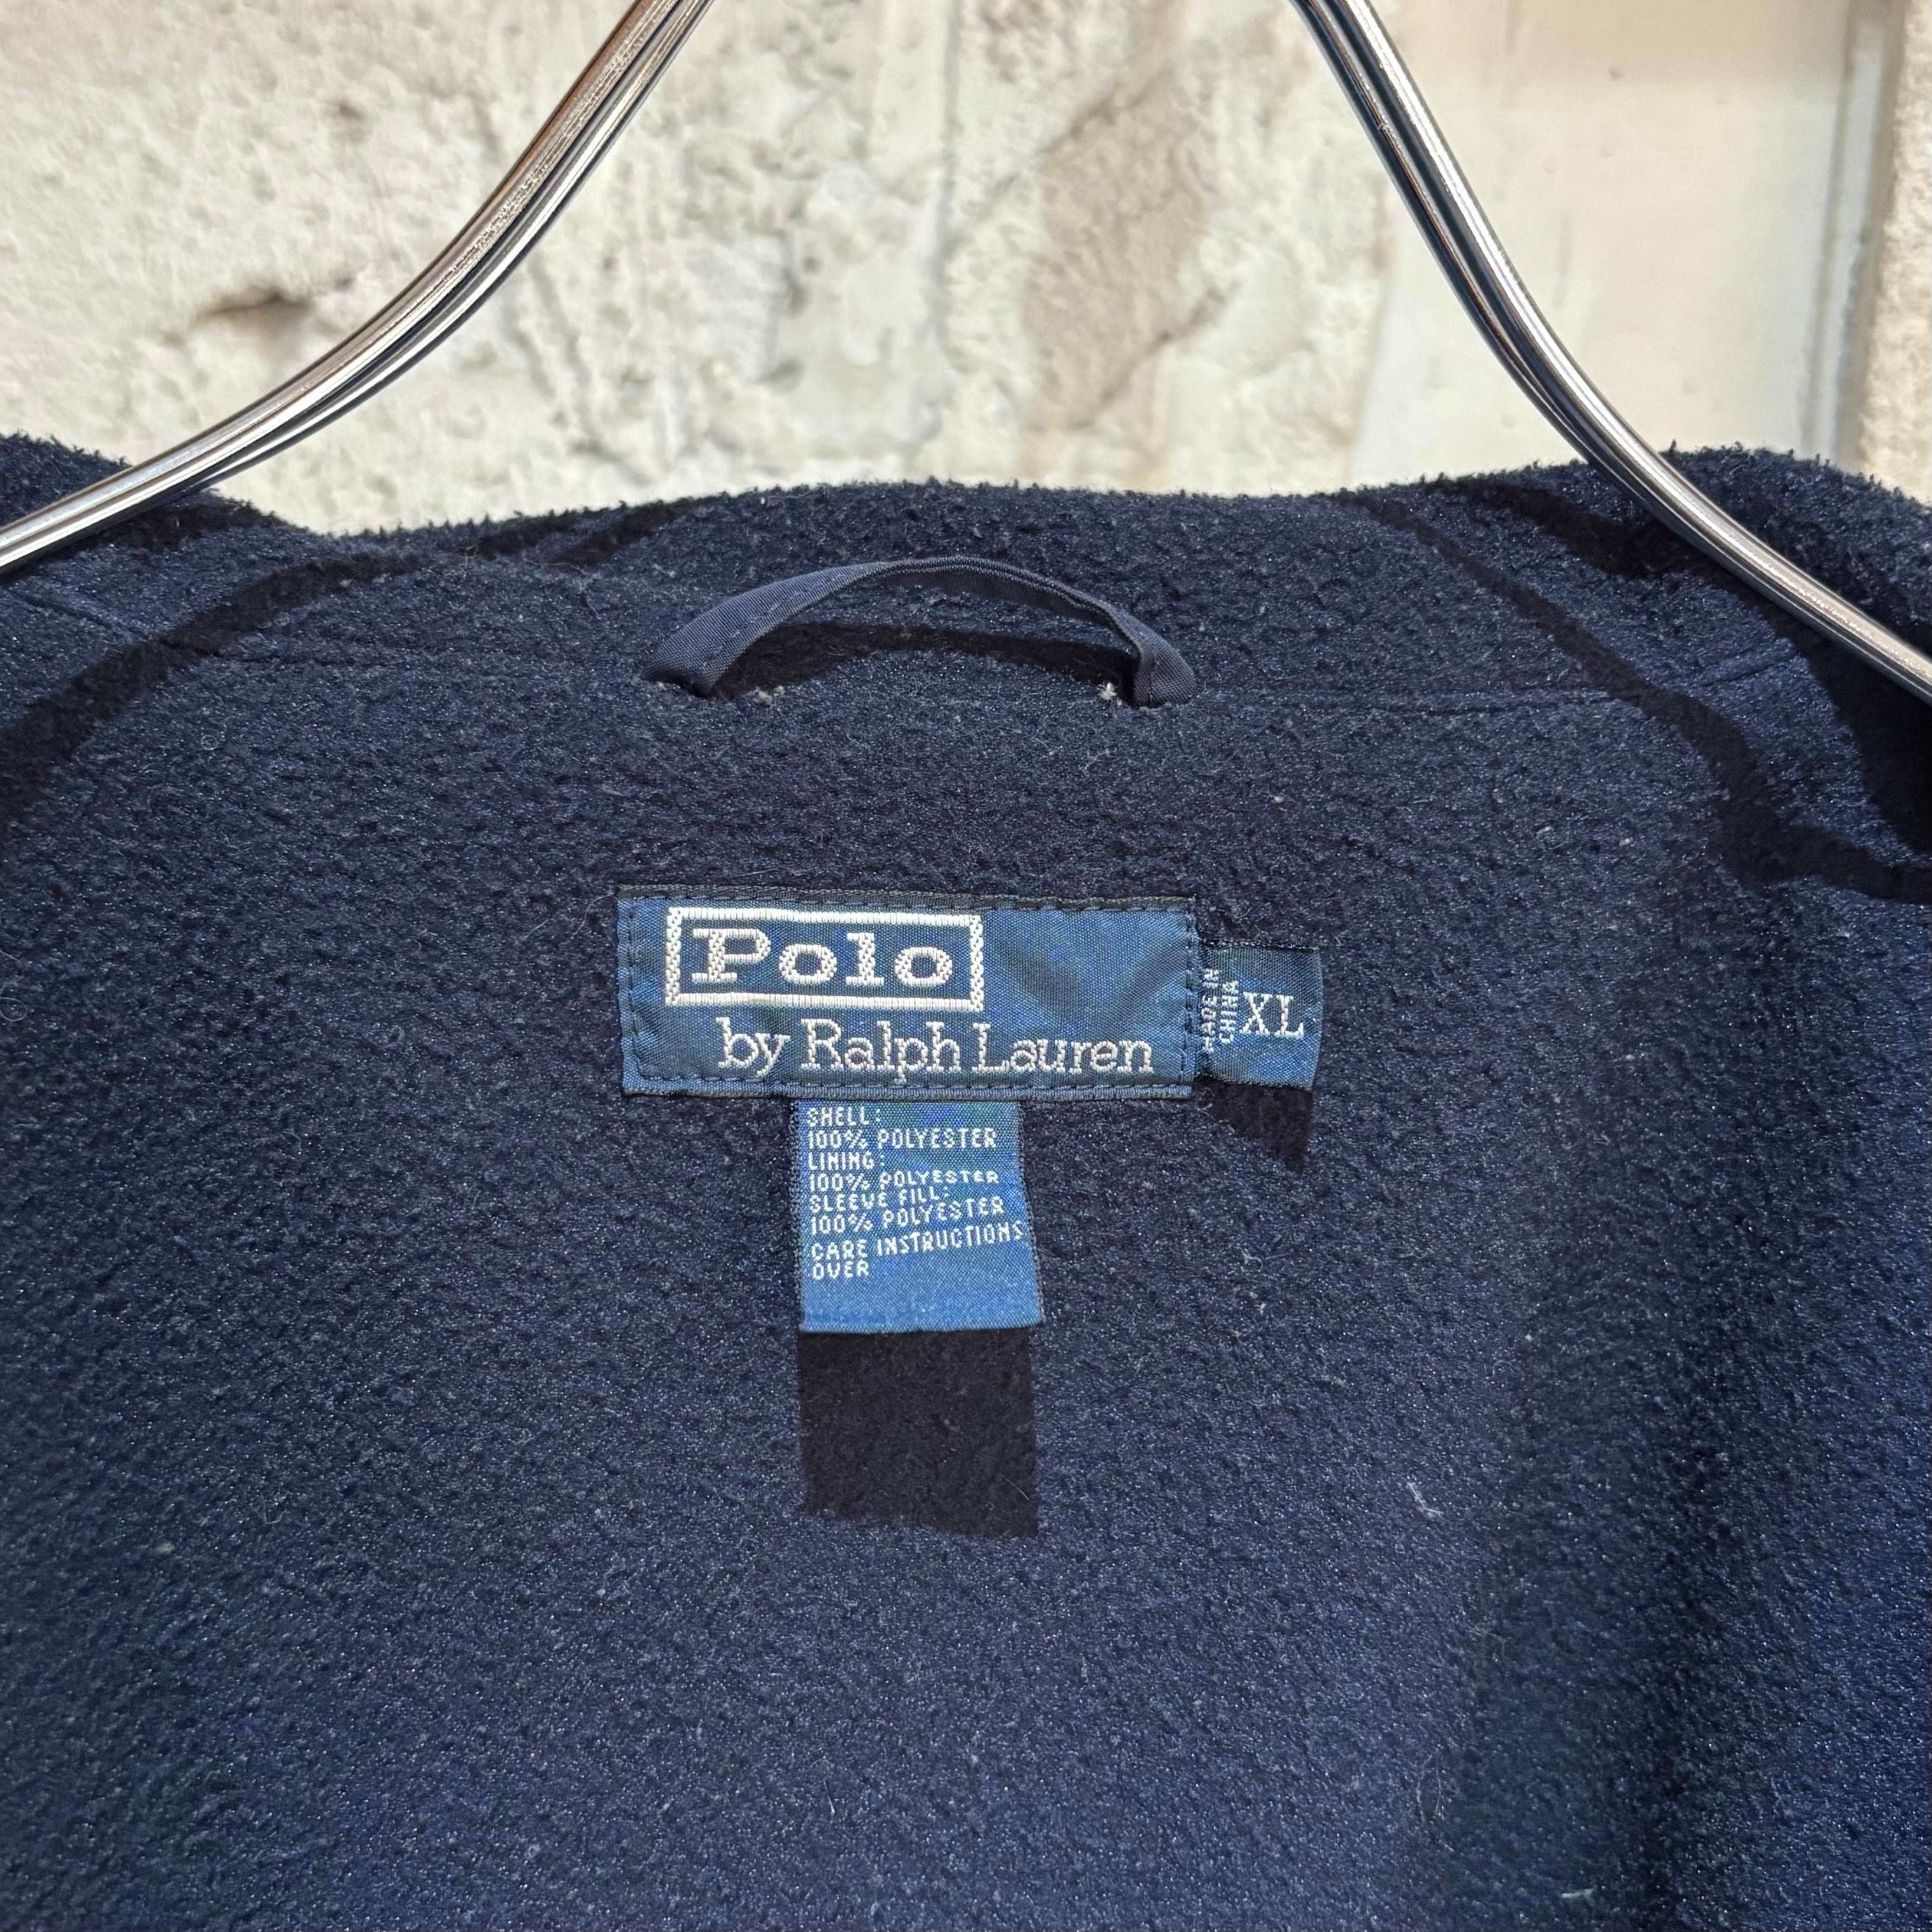 Polo
by Ralph Lauren
MADE IN
CHINA
XL
SHELL:
100% POLYESTER
LINING:
100% POLYESTER
SLEEVE FILL:
100% POLYESTER
CARE INSTRUCTIONS
OVER